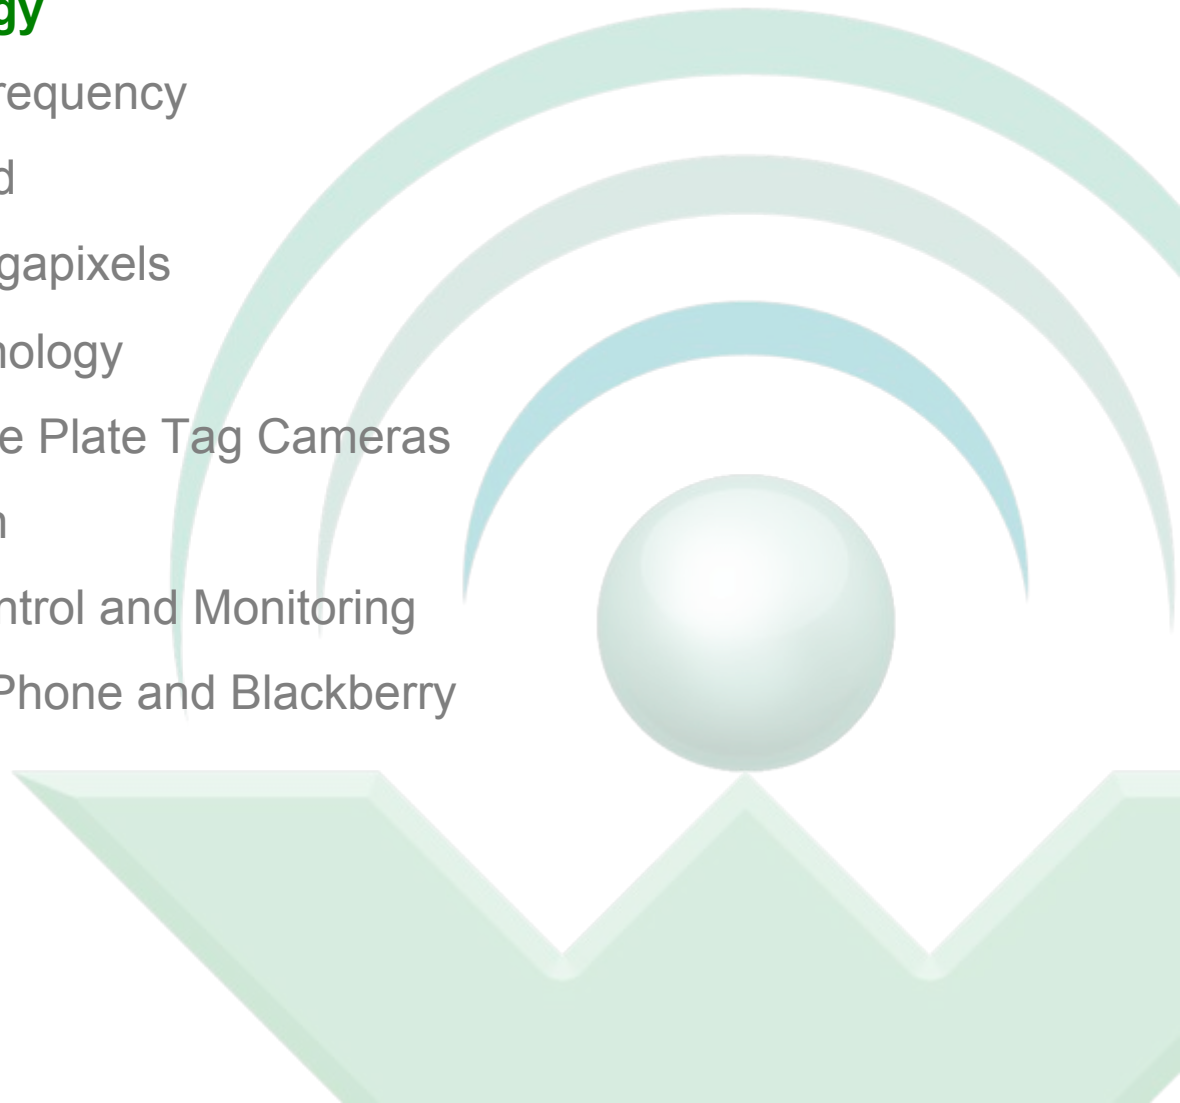 gy
requency
d
gapixels
nology
e Plate Tag Cameras
n
ntrol and Monitoring
Phone and Blackberry